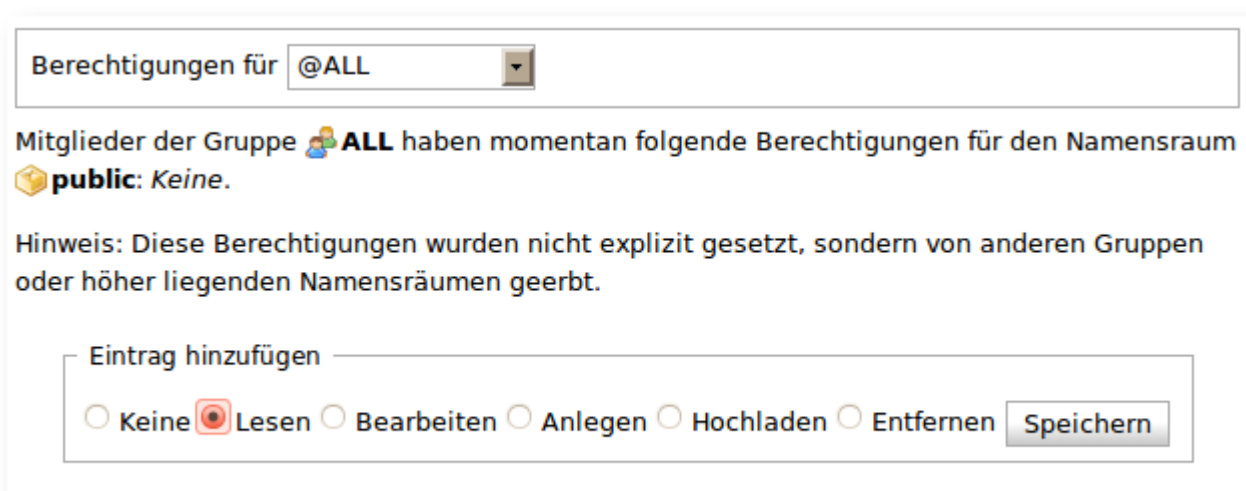 Berechtigungen für @ALL
Mitglieder der Gruppe ALL haben momentan folgende Berechtigungen für den Namensraum
public: Keine.
Hinweis: Diese Berechtigungen wurden nicht explizit gesetzt, sondern von anderen Gruppen
oder höher liegenden Namensräumen geerbt.
Eintrag hinzufügen
Keine Lesen Bearbeiten Anlegen Hochladen Entfernen Speichern